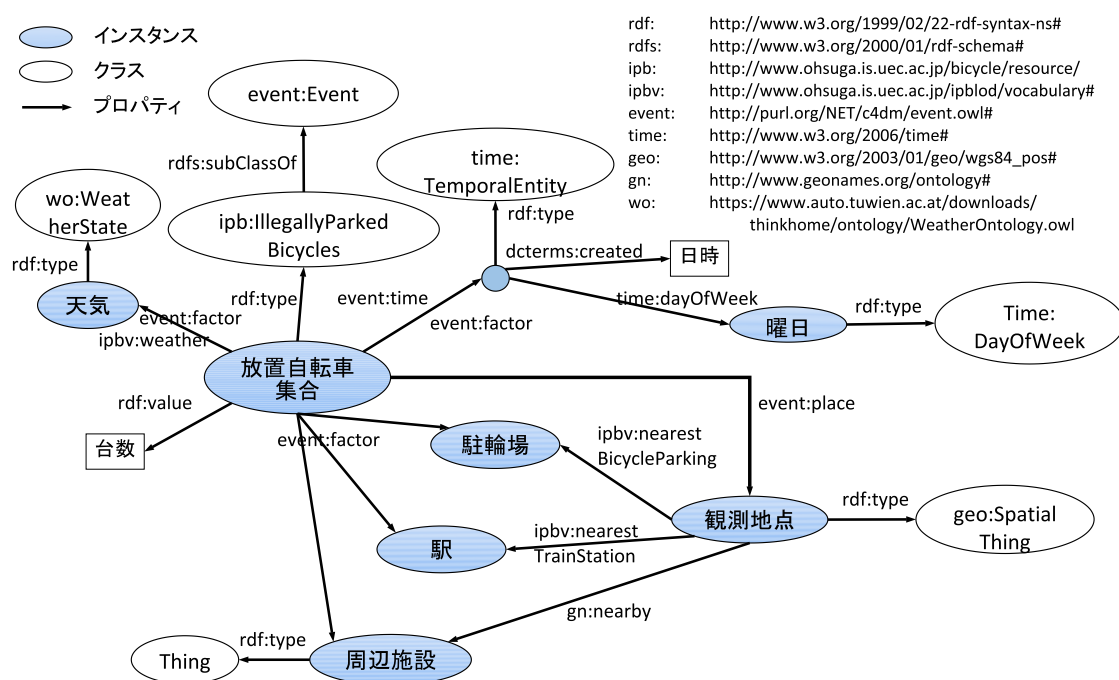 インスタンス
クラス
プロパティ
rdf: http://www.w3.org/1999/02/22-rdf-syntax-ns#
rdfs: http://www.w3.org/2000/01/rdf-schema#
ipb: http://www.ohsuga.is.uec.ac.jp/bicycle/resource/
ipbv: http://www.ohsuga.is.uec.ac.jp/ipblod/vocabulary#
event: http://purl.org/NET/c4dm/event.owl#
time: http://www.w3.org/2006/time#
geo: http://www.w3.org/2003/01/geo/wgs84_pos#
gn: http://www.geonames.org/ontology#
wo: https://www.auto.tuwien.ac.at/downloads/
thinkhome/ontology/WeatherOntology.owl
event:Event
rdfs:subClassOf
time:
TemporalEntity
wo:Weat
herState
ipb:IllegallyParked
Bicycles
rdf:type
dcterms:created
日時
rdf:type
天気
rdf:type
event:time
time:dayOfWeek
rdf:type
Time:
DayOfWeek
曜日
event:factor
event:factor
ipbv:weather
放置自転車
集合
rdf:value
event:place
台数
event:factor
駐輪場
ipbv:nearest
BicycleParking
rdf:type
観測地点
geo:Spatial
Thing
駅
ipbv:nearest
TrainStation
gn:nearby
rdf:type
Thing
周辺施設